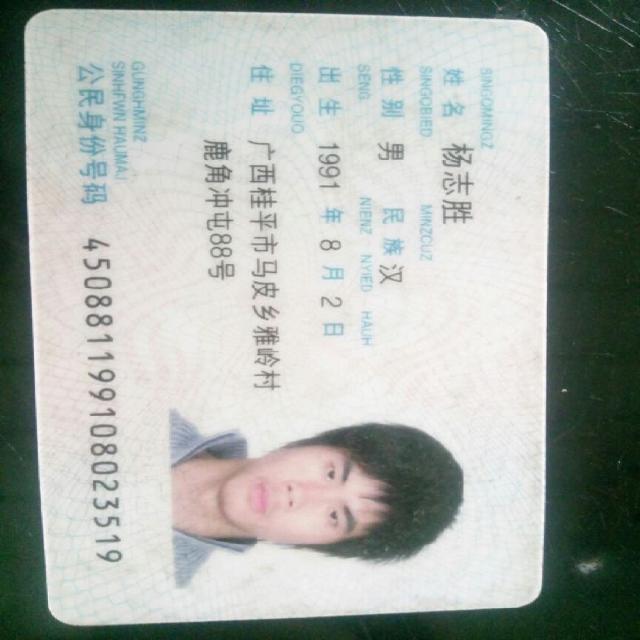 SINGOMINGZ
姓名 杨志胜
SINGQBIED MINZCUZ
性别 男 民族 汉
SENG NIENZ NYIED HAUH
出生 1991 年 8 月 2 日
DIEGYOUQ
住址 广西桂平市马皮乡雅岭村
鹿角冲屯88号
GUNGHMINZ
SINHFWN HAUMAJ
公民身份号码 450881199108023519